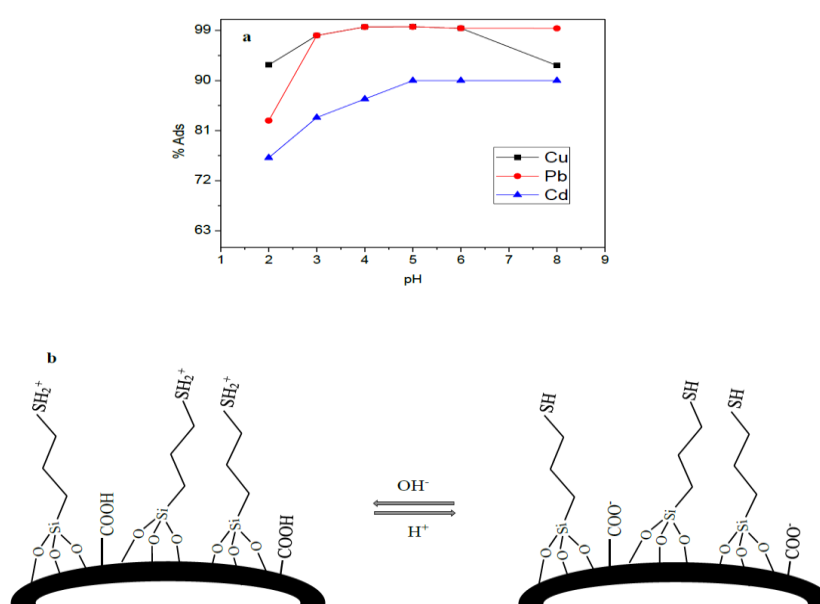 a
99
90
81
72
63
% Ads
Cu
Pb
Cd
1 2 3 4 5 6 7 8 9
pH
b
SH₂⁺ SH₂⁺ SH₂⁺ SH SH SH
OH⁻
H⁺
COOH COOH COO⁻ COO⁻
Si Si Si Si Si Si
O O O O O O O O O O O O O O O O O O